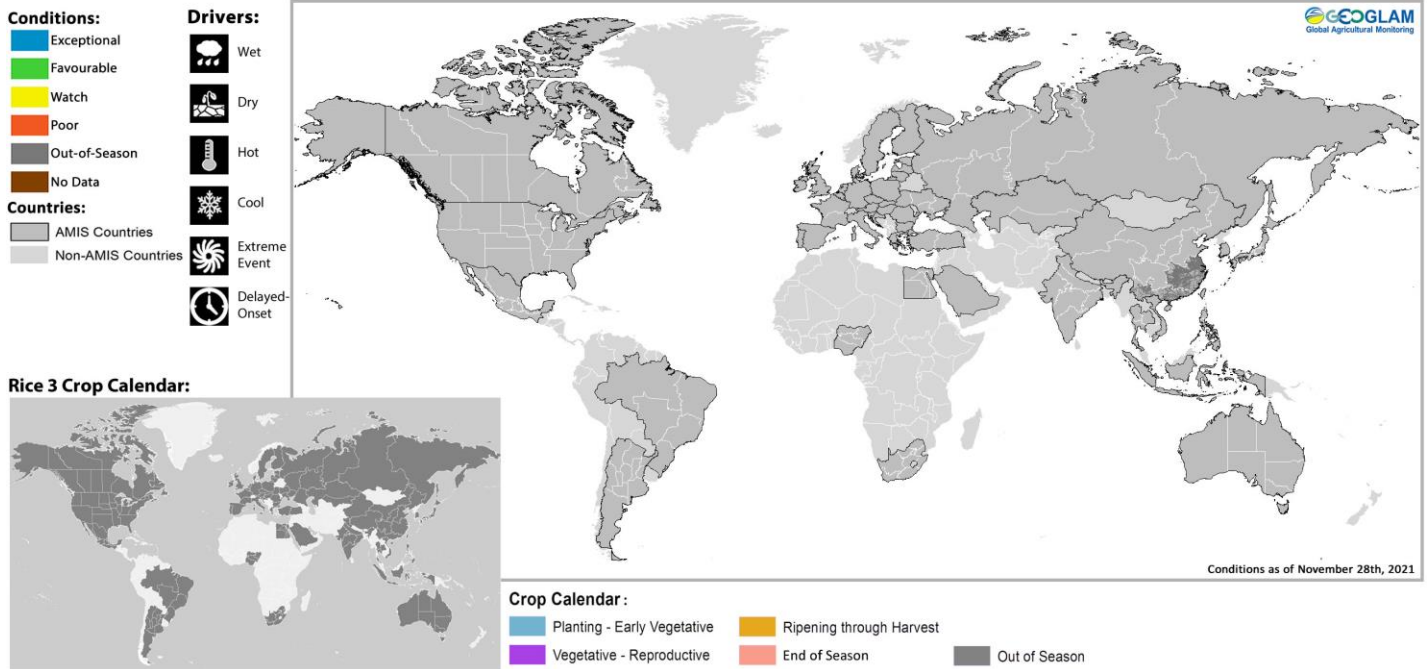 Conditions:
Exceptional
Favourable
Watch
Poor
Out-of-Season
No Data
Countries:
AMIS Countries
Non-AMIS Countries
Drivers:
Wet
Dry
Hot
Cool
Extreme
Event
Delayed-
Onset
GEOGLAM
Global Agricultural Monitoring
Conditions as of November 28th, 2021
Rice 3 Crop Calendar:
Crop Calendar :
Planting - Early Vegetative
Ripening through Harvest
Vegetative - Reproductive
End of Season
Out of Season